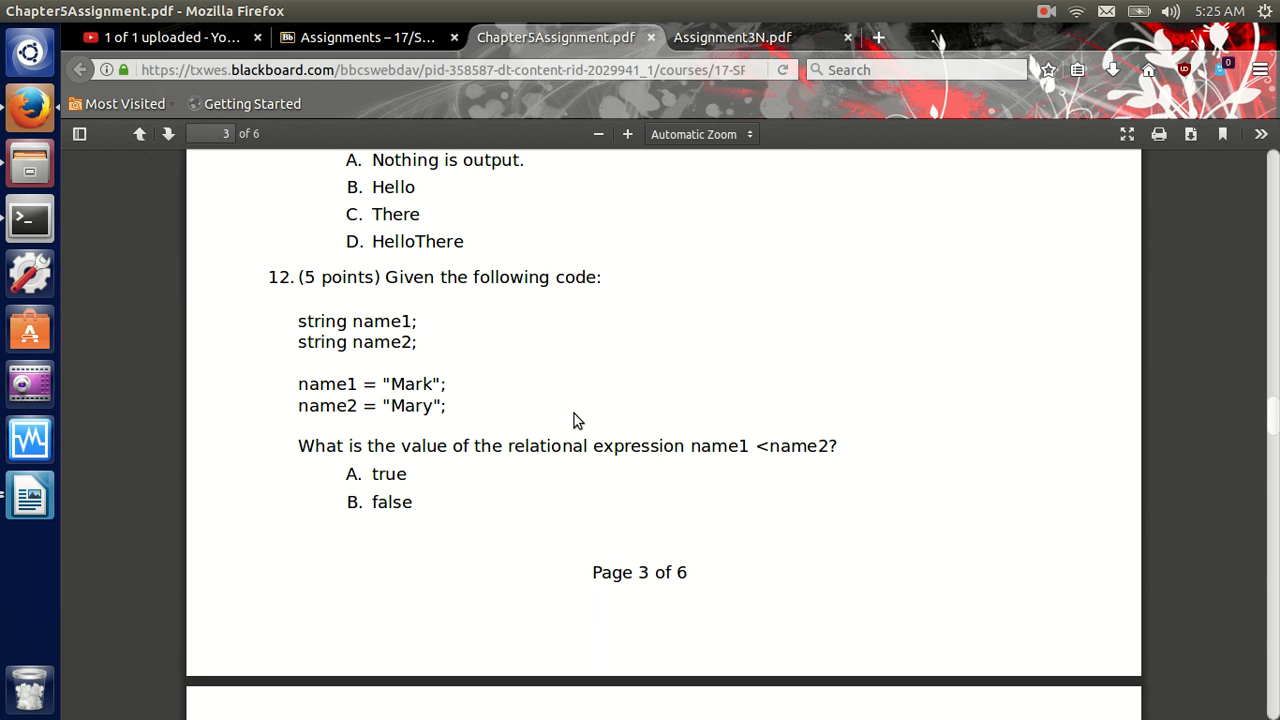 Chapter5Assignment.pdf - Mozilla Firefox
5:25 AM
1 of 1 uploaded - Yo...
Assignments – 17/S...
Chapter5Assignment.pdf
Assignment3N.pdf
https://txwes.blackboard.com/bbcswebdav/pid-358587-dt-content-rid-2029941_1/courses/17-SP
Search
0
Most Visited
Getting Started
3 of 6
Automatic Zoom
A. Nothing is output.
B. Hello
C. There
D. HelloThere
12. (5 points) Given the following code:
string name1;
string name2;
name1 = "Mark";
name2 = "Mary";
What is the value of the relational expression name1 <name2?
A. true
B. false
Page 3 of 6